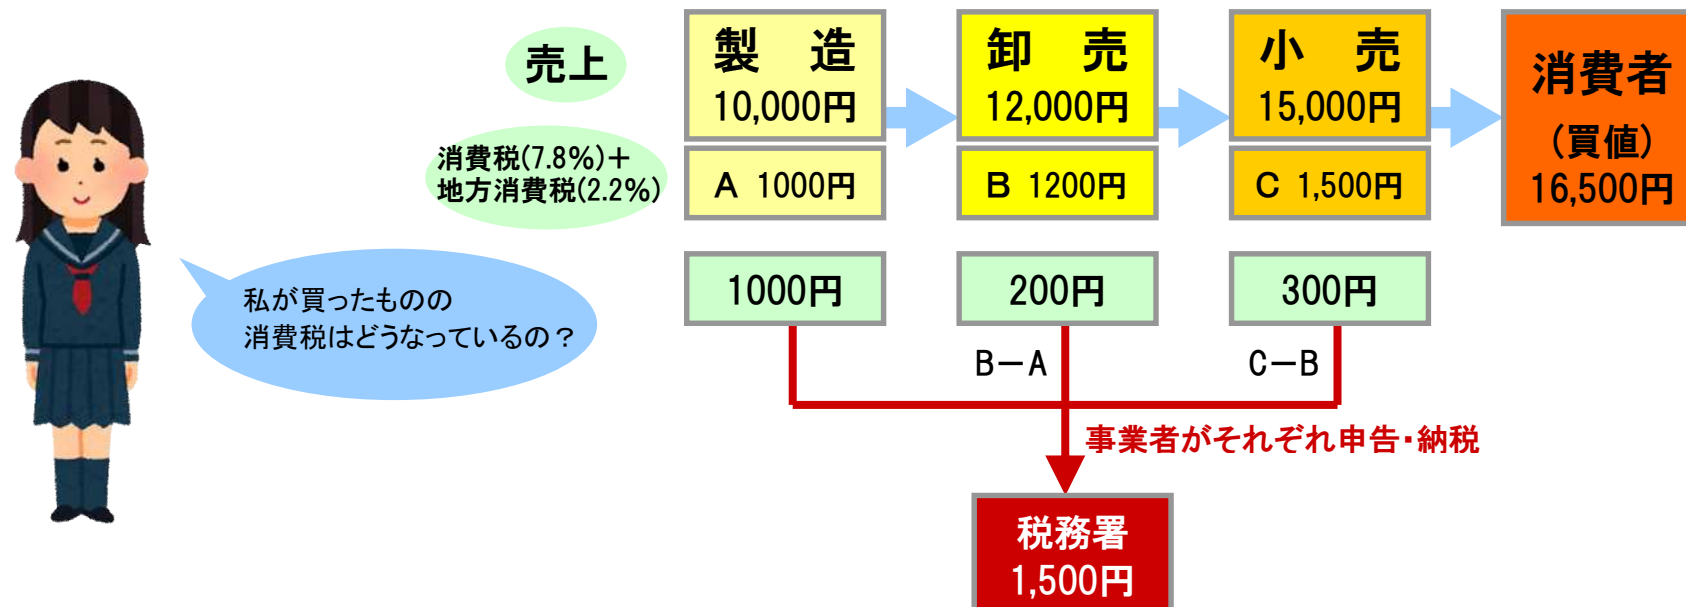 売上
製 造
10,000円
卸 売
12,000円
小 売
15,000円
消費者
(買値)
16,500円
消費税(7.8%)+
地方消費税(2.2%)
A 1000円
B 1200円
C 1,500円
1000円
200円
300円
B-A
C-B
私が買ったものの
消費税はどうなっているの？
事業者がそれぞれ申告・納税
税務署
1,500円